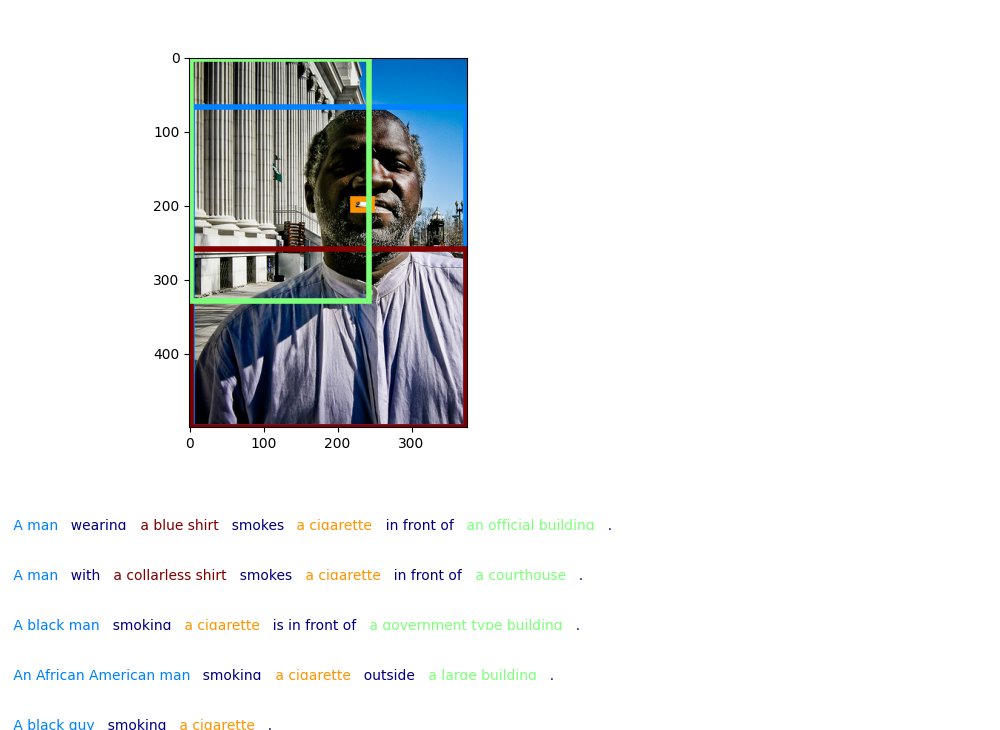 0
100
200
300
400
0 100 200 300
A man wearing a blue shirt smokes a cigarette in front of an official building .
A man with a collarless shirt smokes a cigarette in front of a courthouse .
A black man smoking a cigarette is in front of a government type building .
An African American man smoking a cigarette outside a large building .
A black guy smoking a cigarette .